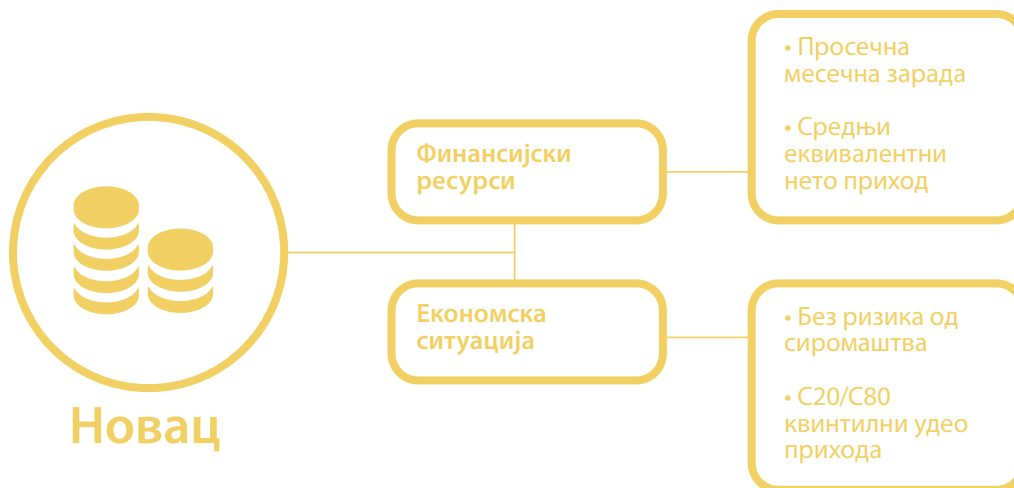 Новац
Финансијски
ресурси
• Просечна
месечна зарада
• Средњи
еквивалентни
нето приход
Економска
ситуација
• Без ризика од
сиромаштва
• С20/С80
квинтилни удео
прихода